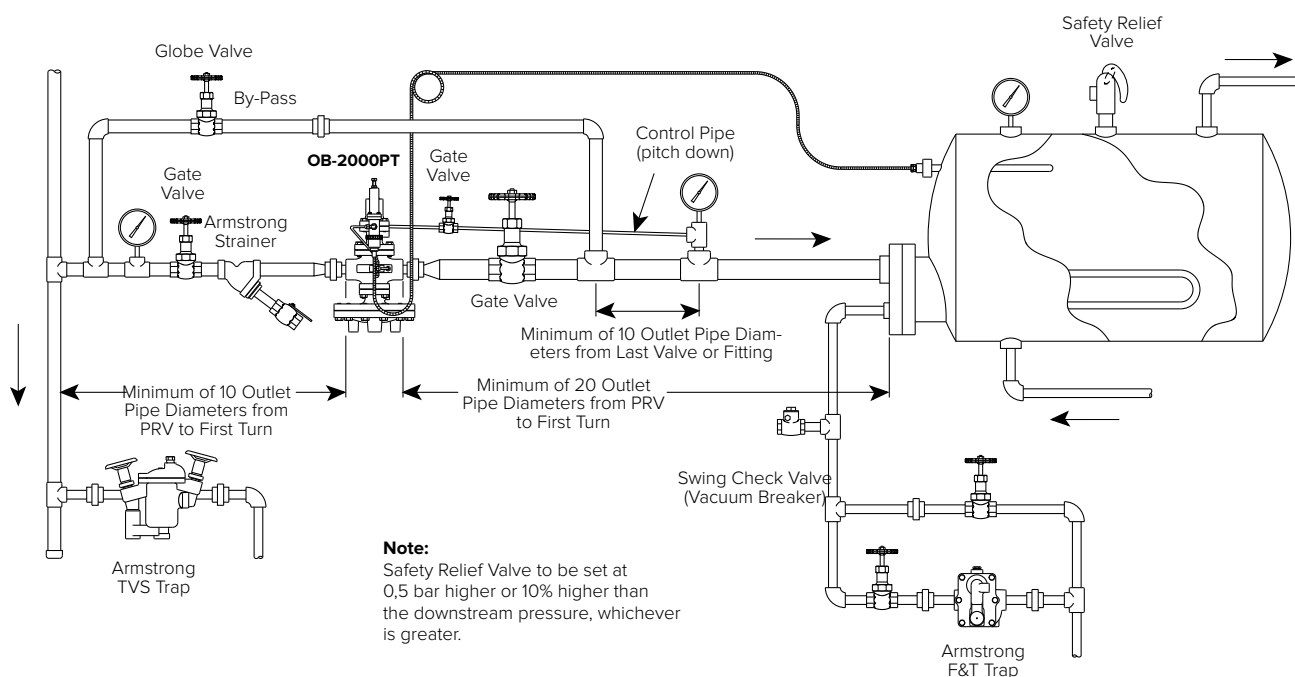 Safety Relief
Valve
Globe Valve
By-Pass
Control Pipe
(pitch down)
OB-2000PT
Gate
Valve
Gate
Valve
Armstrong
Strainer
Gate Valve
Minimum of 10 Outlet Pipe Diam-
eters from Last Valve or Fitting
Minimum of 10 Outlet
Pipe Diameters from
PRV to First Turn
Minimum of 20 Outlet
Pipe Diameters from PRV
to First Turn
Swing Check Valve
(Vacuum Breaker)
Armstrong
TVS Trap
Note:
Safety Relief Valve to be set at
0,5 bar higher or 10% higher than
the downstream pressure, whichever
is greater.
Armstrong
F&T Trap